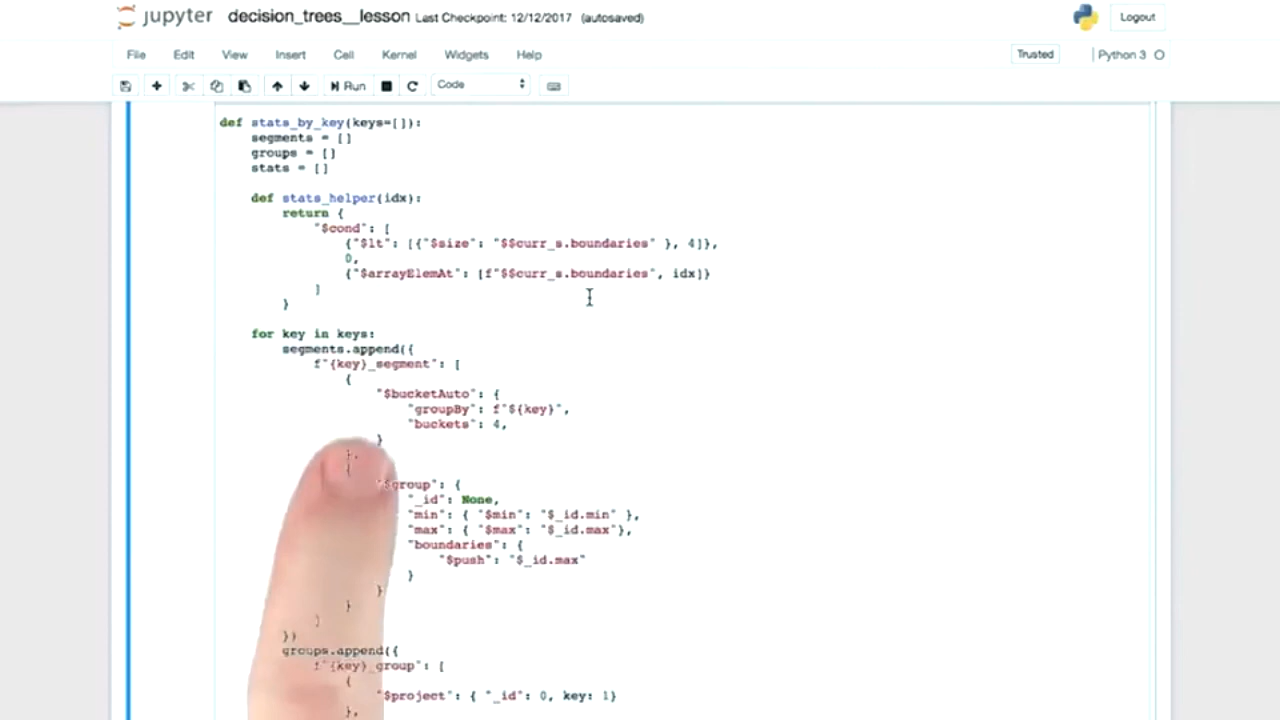 jupyter decision_trees__lesson Last Checkpoint: 12/12/2017 (autosaved) Logout
File Edit View Insert Cell Kernel Widgets Help Trusted Python 3
Run Code
def stats_by_key(keys=[]):
    segments = []
    groups = []
    stats = []
    def stats_helper(idx):
        return {
            "$cond": [
                {"$lt": [{"$size": "$$curr_s.boundaries" }, 4]},
                0,
                {"$arrayElemAt": [f"$$curr_s.boundaries", idx]}
            ]
        }
    for key in keys:
        segments.append({
            f"{key}_segment": [
                {
                    "$bucketAuto": {
                        "groupBy": f"${key}",
                        "buckets": 4,
                    }
                },
                {
                    "$group": {
                        "_id": None,
                        "min": { "$min": "$_id.min" },
                        "max": { "$max": "$_id.max"},
                        "boundaries": {
                            "$push": "$_id.max"
                        }
                    }
                }
            ]
        })
        groups.append({
            f"{key}_group": [
                {
                    "$project": { "_id": 0, key: 1}
                },